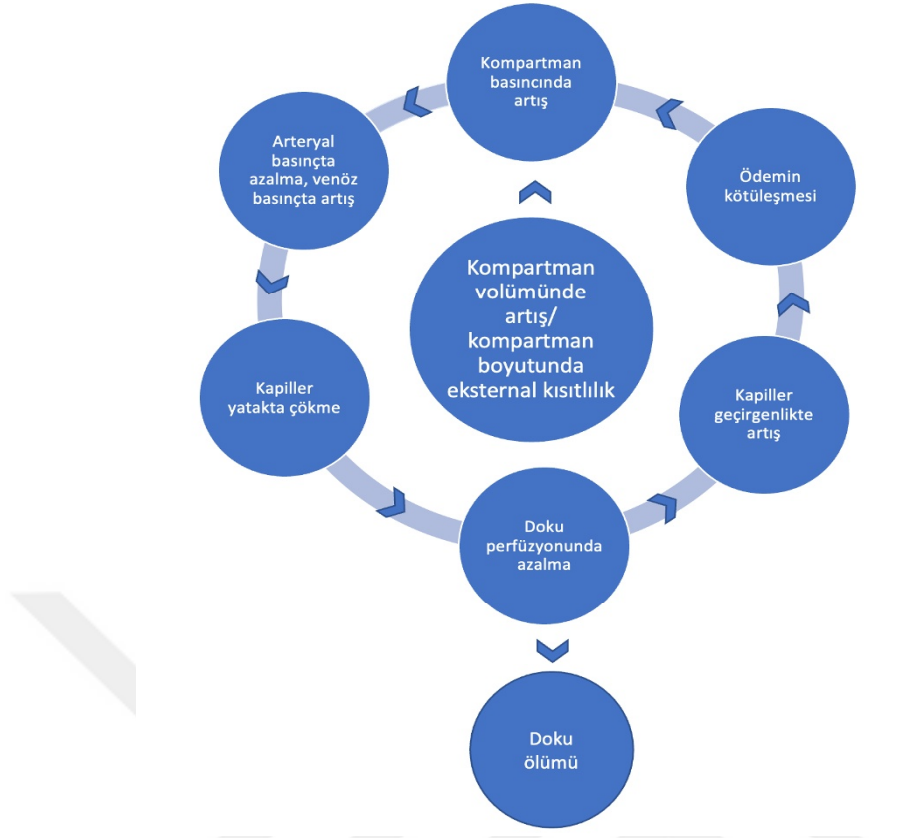 Kompartman
basıncında
artış
Arteryal
basınçta
azalma, venöz
basınçta artış
Ödemin
kötüleşmesi
Kompartman
volümünde
artış/
kompartman
boyutunda
eksternal kısıtlılık
Kapiller
yatakta çökme
Kapiller
geçirgenlikte
artış
Doku
perfüzyonunda
azalma
Doku
ölümü